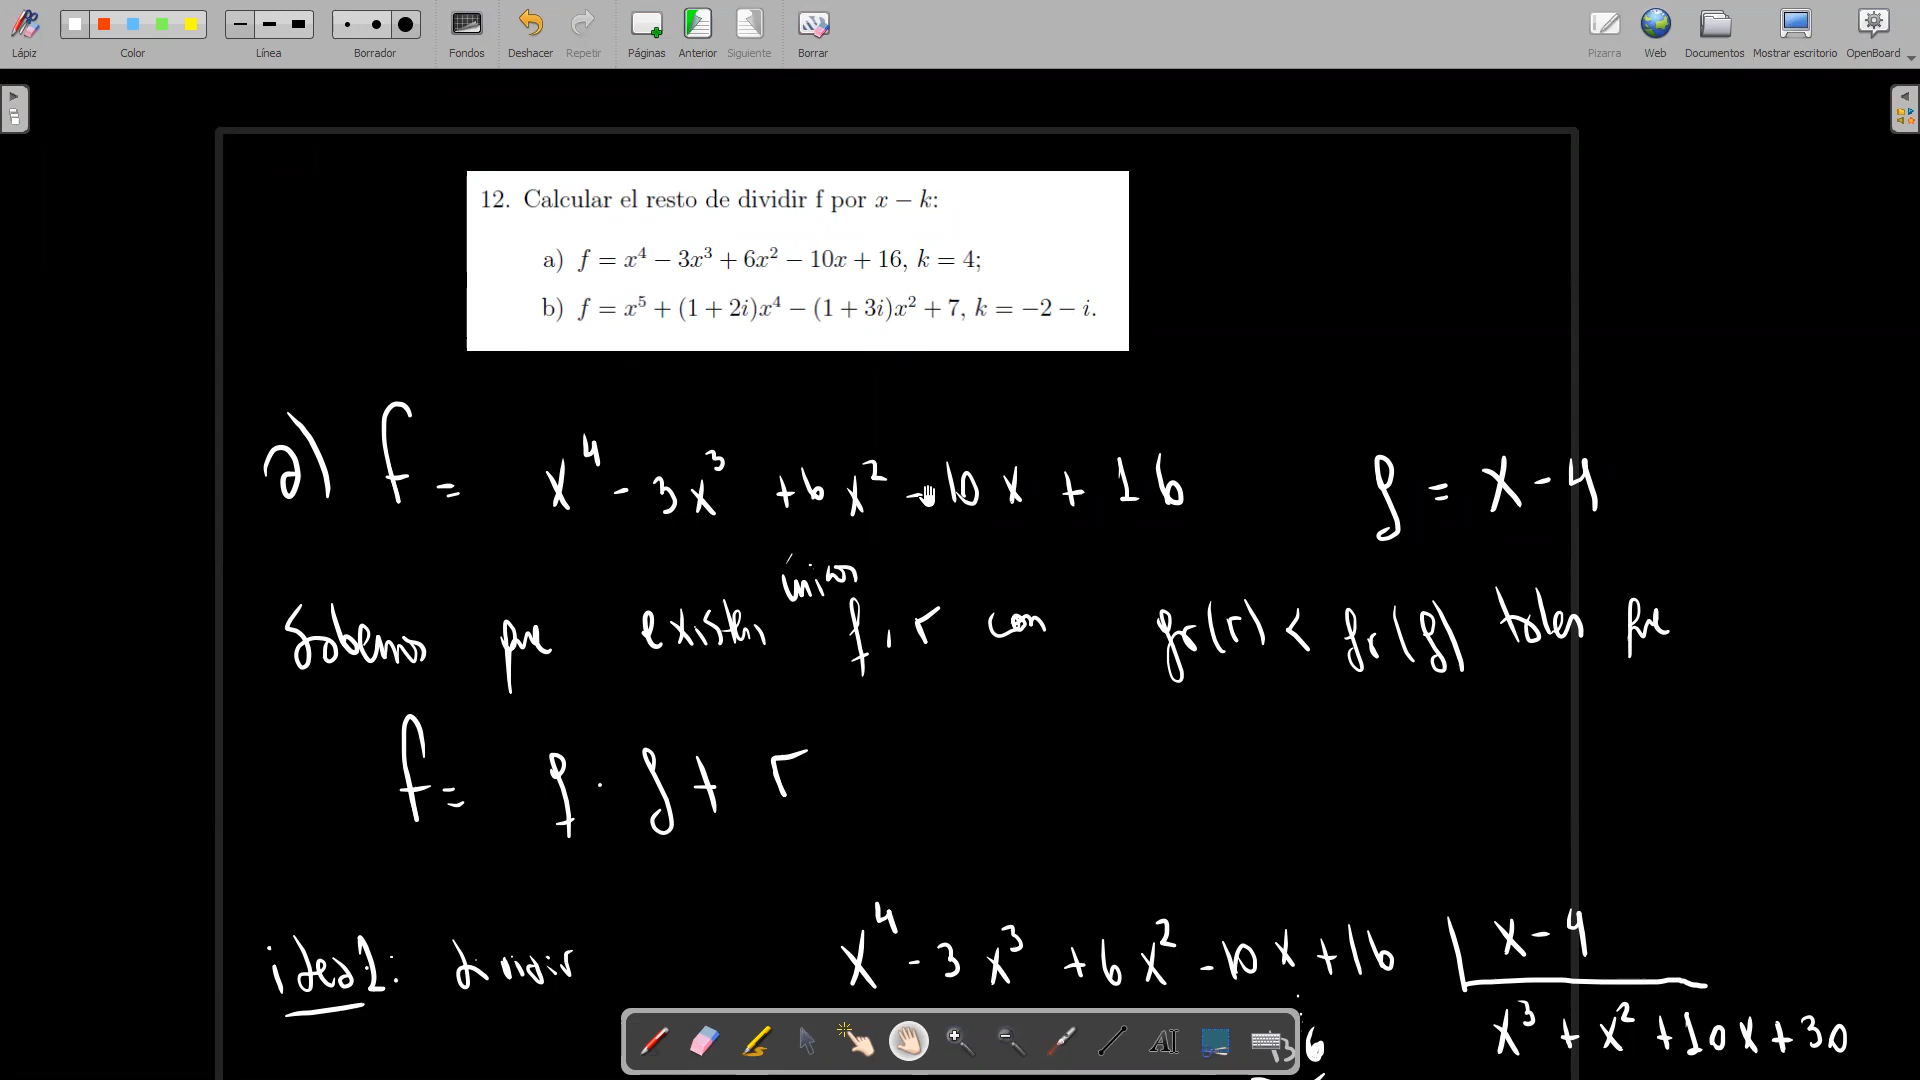 Lápiz Color Línea Borrador Fondos Deshacer Repetir Páginas Anterior Siguiente Borrar Pizarra Web Documentos Mostrar escritorio OpenBoard
12. Calcular el resto de dividir f por x − k:
a) f = x⁴ − 3x³ + 6x² − 10x + 16, k = 4;
b) f = x⁵ + (1 + 2i)x⁴ − (1 + 3i)x² + 7, k = −2 − i.
a) f = x⁴ - 3x³ + 6x² - 10x + 16 g = x - 4
únicos
Sabemos que existen q, r con gr(r) < gr(g) tales que
f = q · g + r
idea 1: dividir x⁴ - 3x³ + 6x² - 10x + 16 | x - 4
x³ + x² + 10x + 30